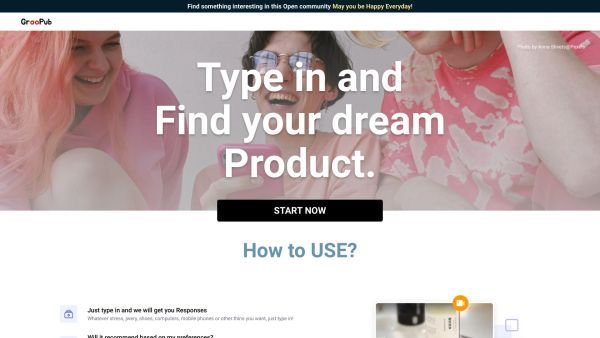 Find something interesting in this Open community May you be Happy Everyday!
GrooPub
Photo by Anna Shvets@Pexels
Type in and
Find your dream
Product.
START NOW
How to USE?
Just type in and we will get you Responses
Whatever stress, jwery, shoes, computers, mobile phones or other thins you want, just type in!
Will it recommend based on my preferences?